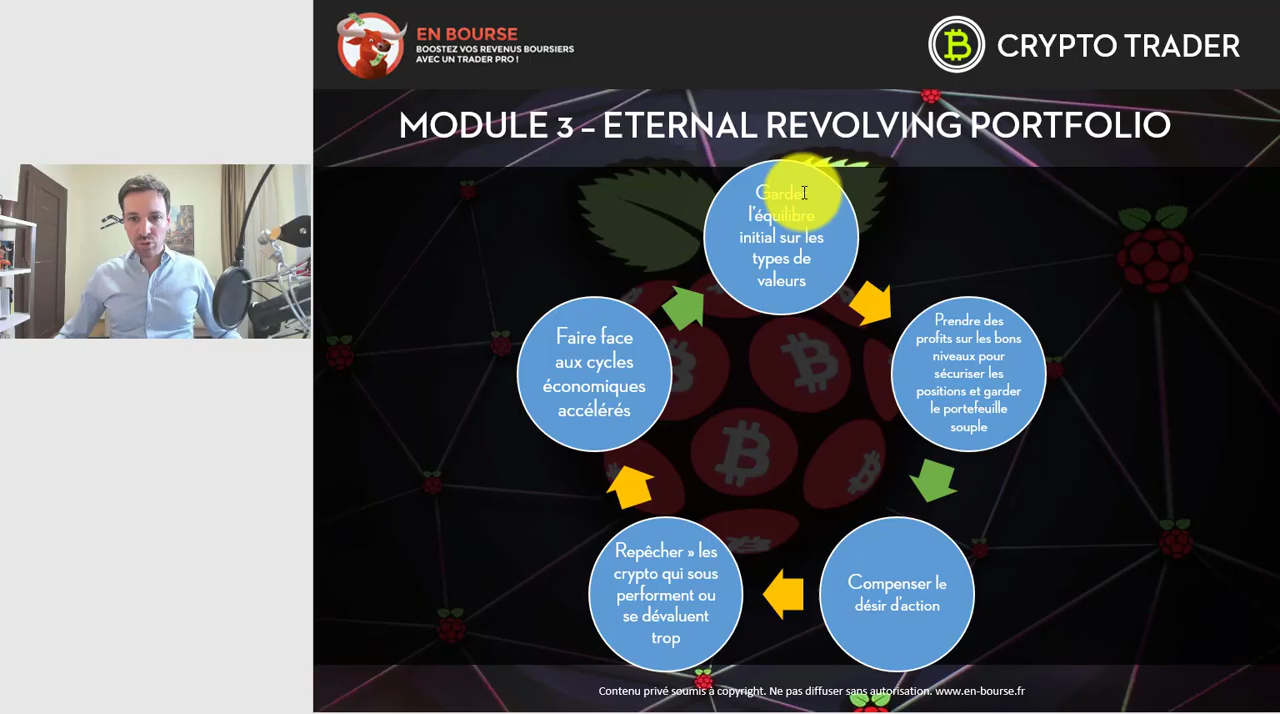 EN BOURSE
BOOSTEZ VOS REVENUS BOURSIERS
AVEC UN TRADER PRO !
CRYPTO TRADER
MODULE 3 – ETERNAL REVOLVING PORTFOLIO
Garder
l'équilibre
initial sur les
types de
valeurs
Prendre des
profits sur les bons
niveaux pour
sécuriser les
positions et garder
le portefeuille
souple
Compenser le
désir d'action
Repêcher » les
crypto qui sous
performent ou
se dévaluent
trop
Faire face
aux cycles
économiques
accélérés
Contenu privé soumis à copyright. Ne pas diffuser sans autorisation. www.en-bourse.fr